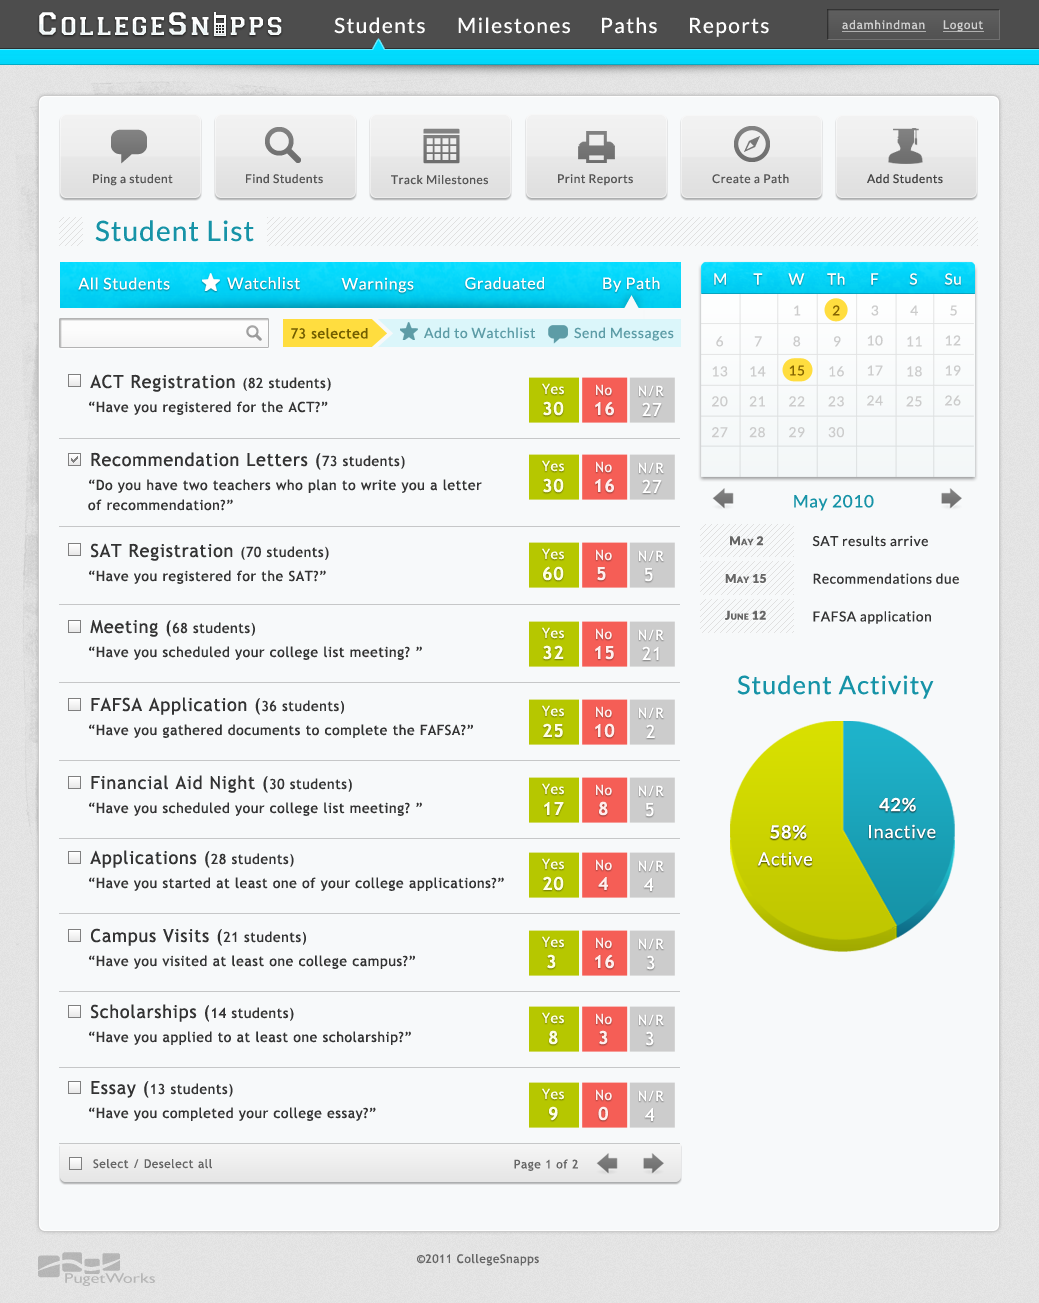 COLLEGESNAPPS
Students Milestones Paths Reports
adamhindman Logout
Ping a student
Find Students
Track Milestones
Print Reports
Create a Path
Add Students
Student List
All Students Watchlist Warnings Graduated By Path
73 selected Add to Watchlist Send Messages
ACT Registration (82 students)
“Have you registered for the ACT?”
Yes No N/R
30 16 27
Recommendation Letters (73 students)
“Do you have two teachers who plan to write you a letter
of recommendation?”
Yes No N/R
30 16 27
SAT Registration (70 students)
“Have you registered for the SAT?”
Yes No N/R
60 5 5
Meeting (68 students)
“Have you scheduled your college list meeting? ”
Yes No N/R
32 15 21
FAFSA Application (36 students)
“Have you gathered documents to complete the FAFSA?”
Yes No N/R
25 10 2
Financial Aid Night (30 students)
“Have you scheduled your college list meeting? ”
Yes No N/R
17 8 5
Applications (28 students)
“Have you started at least one of your college applications?”
Yes No N/R
20 4 4
Campus Visits (21 students)
“Have you visited at least one college campus?”
Yes No N/R
3 16 3
Scholarships (14 students)
“Have you applied to at least one scholarship?”
Yes No N/R
8 3 3
Essay (13 students)
“Have you completed your college essay?”
Yes No N/R
9 0 4
Select / Deselect all
Page 1 of 2
M T W Th F S Su
1 2 3 4 5
6 7 8 9 10 11 12
13 14 15 16 17 18 19
20 21 22 23 24 25 26
27 28 29 30
May 2010
MAY 2 SAT results arrive
MAY 15 Recommendations due
JUNE 12 FAFSA application
Student Activity
42%
Inactive
58%
Active
PugetWorks
©2011 CollegeSnapps